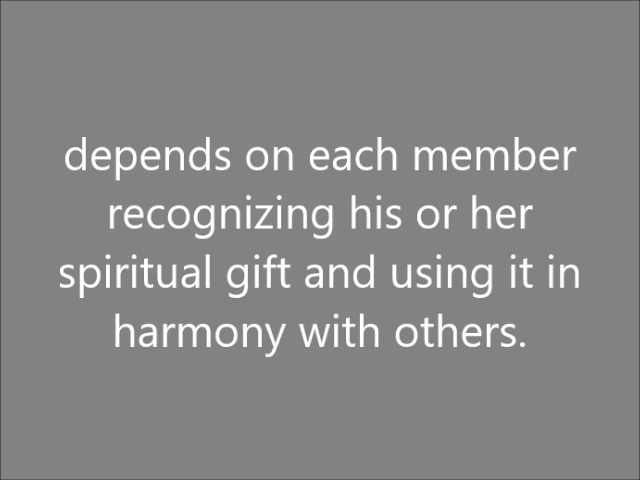 depends on each member
recognizing his or her
spiritual gift and using it in
harmony with others.